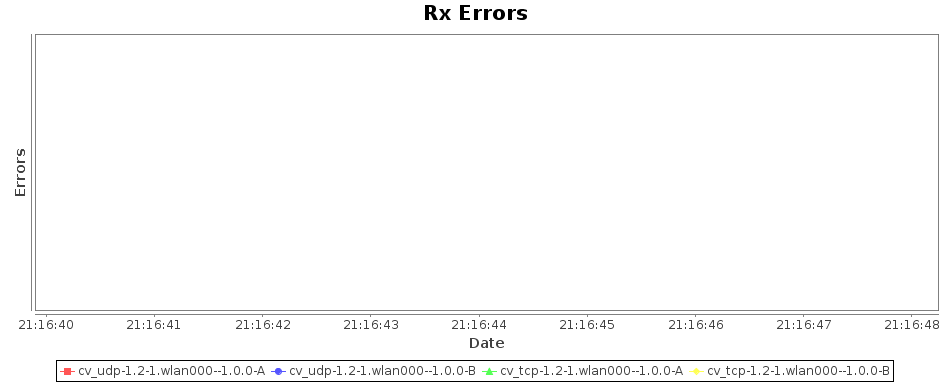 Rx Errors
Errors
21:16:40 21:16:41 21:16:42 21:16:43 21:16:44 21:16:45 21:16:46 21:16:47 21:16:48
Date
cv_udp-1.2-1.wlan000--1.0.0-A cv_udp-1.2-1.wlan000--1.0.0-B cv_tcp-1.2-1.wlan000--1.0.0-A cv_tcp-1.2-1.wlan000--1.0.0-B